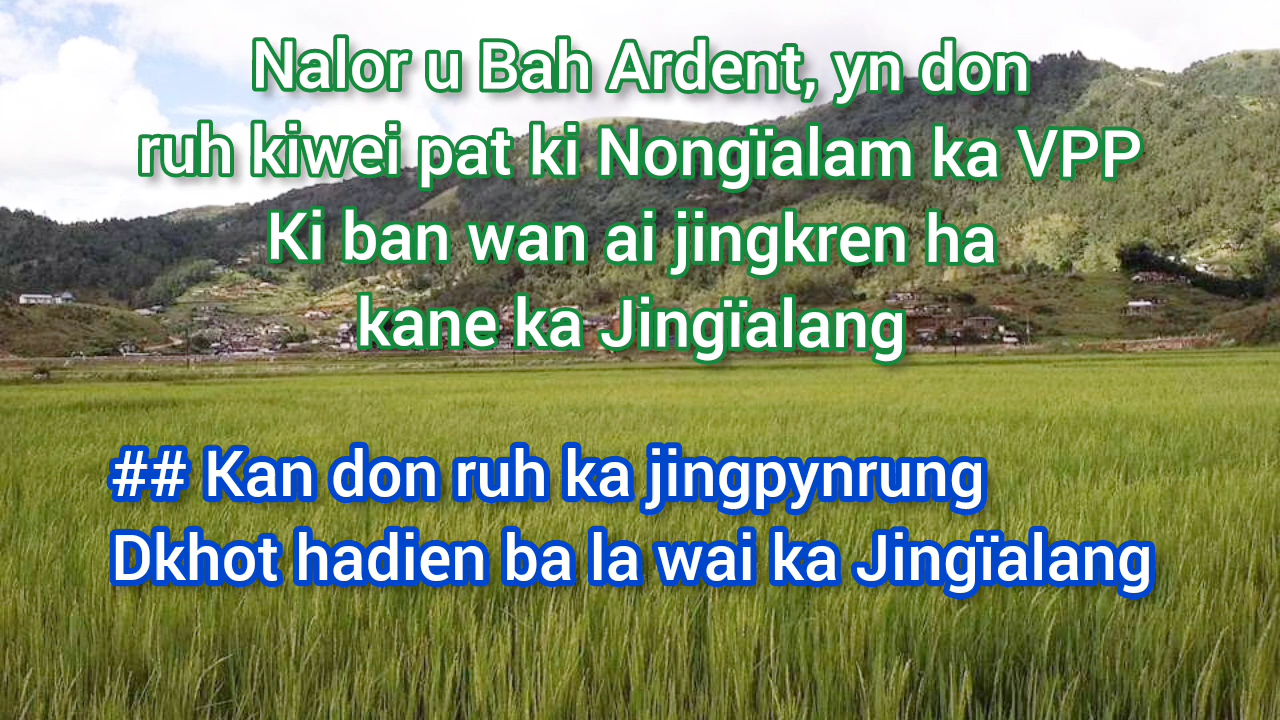 Nalor u Bah Ardent, yn don
ruh kiwei pat ki Nongïalam ka VPP
Ki ban wan ai jingkren ha
kane ka Jingïalang
## Kan don ruh ka jingpynrung
Dkhot hadien ba la wai ka Jingïalang